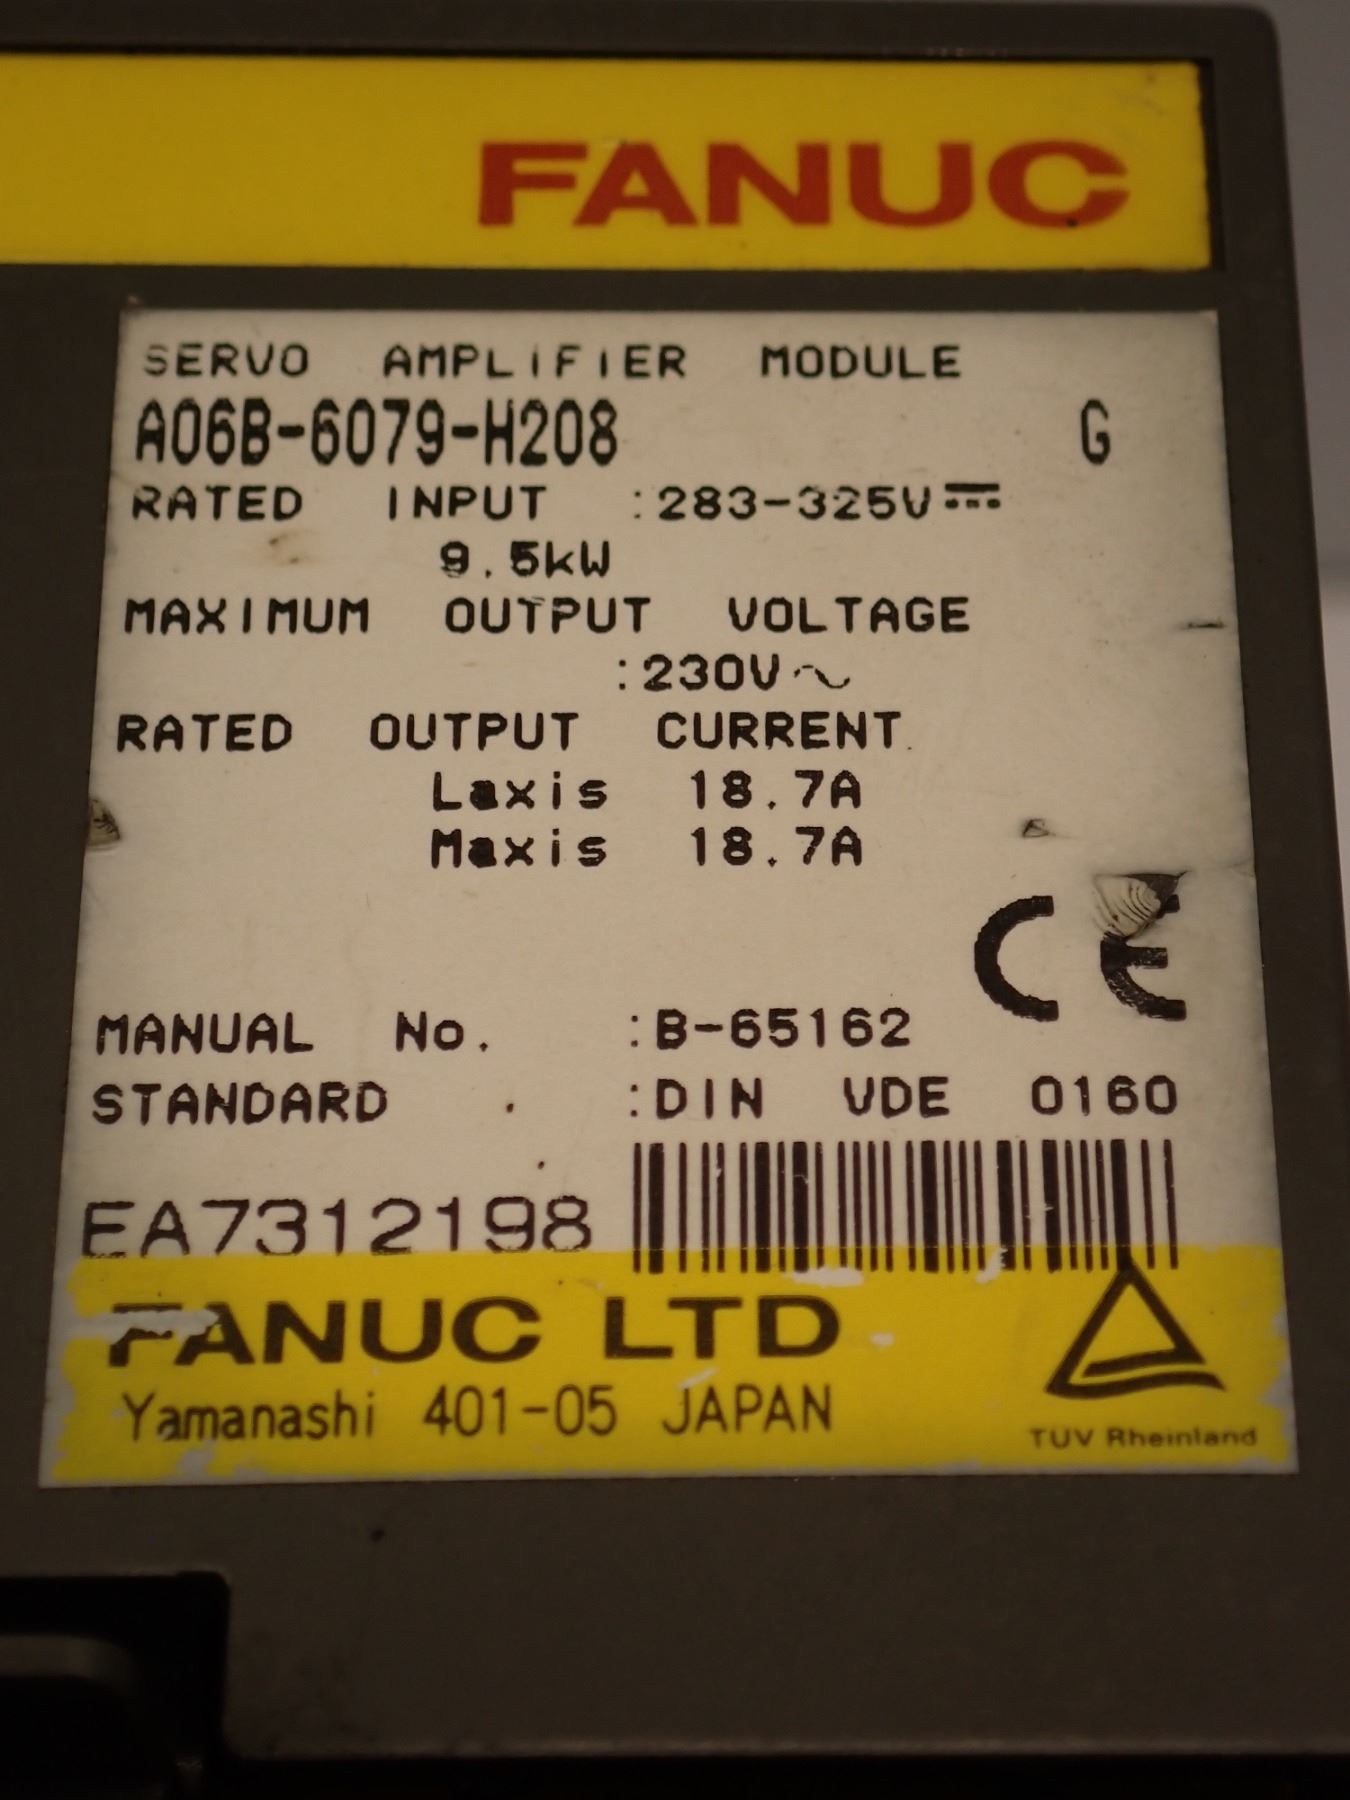 FANUC
SERVO AMPLIFIER MODULE
A06B-6079-H208 G
RATED INPUT :283-325V⎓
9.5kW
MAXIMUM OUTPUT VOLTAGE
:230V~
RATED OUTPUT CURRENT
Laxis 18.7A
Maxis 18.7A
CE
MANUAL No. :B-65162
STANDARD :DIN VDE 0160
EA7312198
FANUC LTD
Yamanashi 401-05 JAPAN
TUV Rheinland